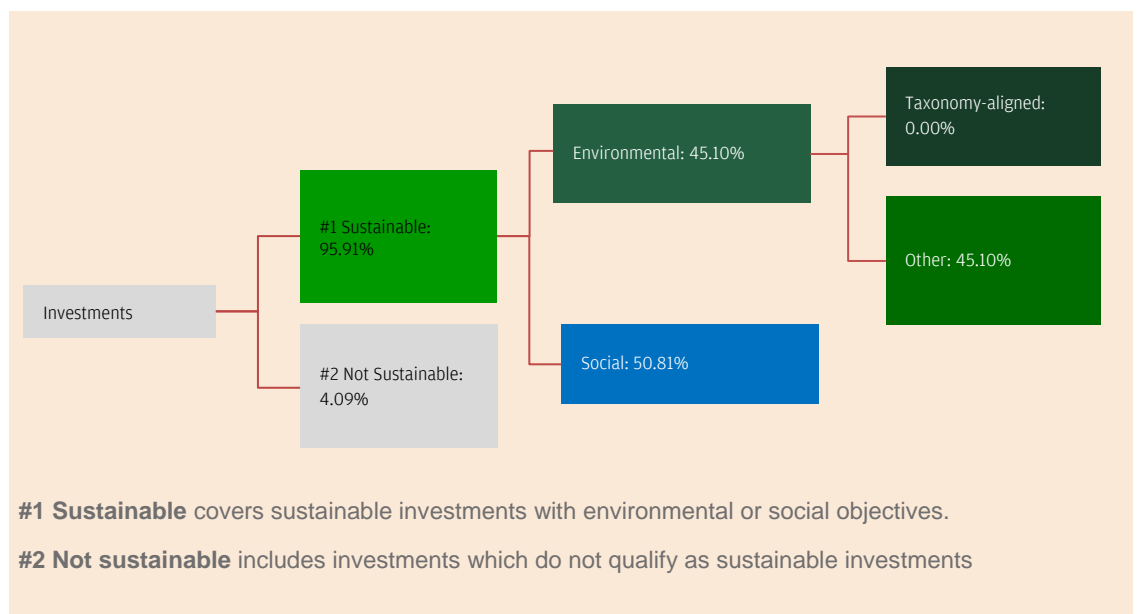 Taxonomy-aligned:
0.00%
Environmental: 45.10%
#1 Sustainable:
95.91%
Other: 45.10%
Investments
#2 Not Sustainable:
4.09%
Social: 50.81%
#1 Sustainable covers sustainable investments with environmental or social objectives.
#2 Not sustainable includes investments which do not qualify as sustainable investments